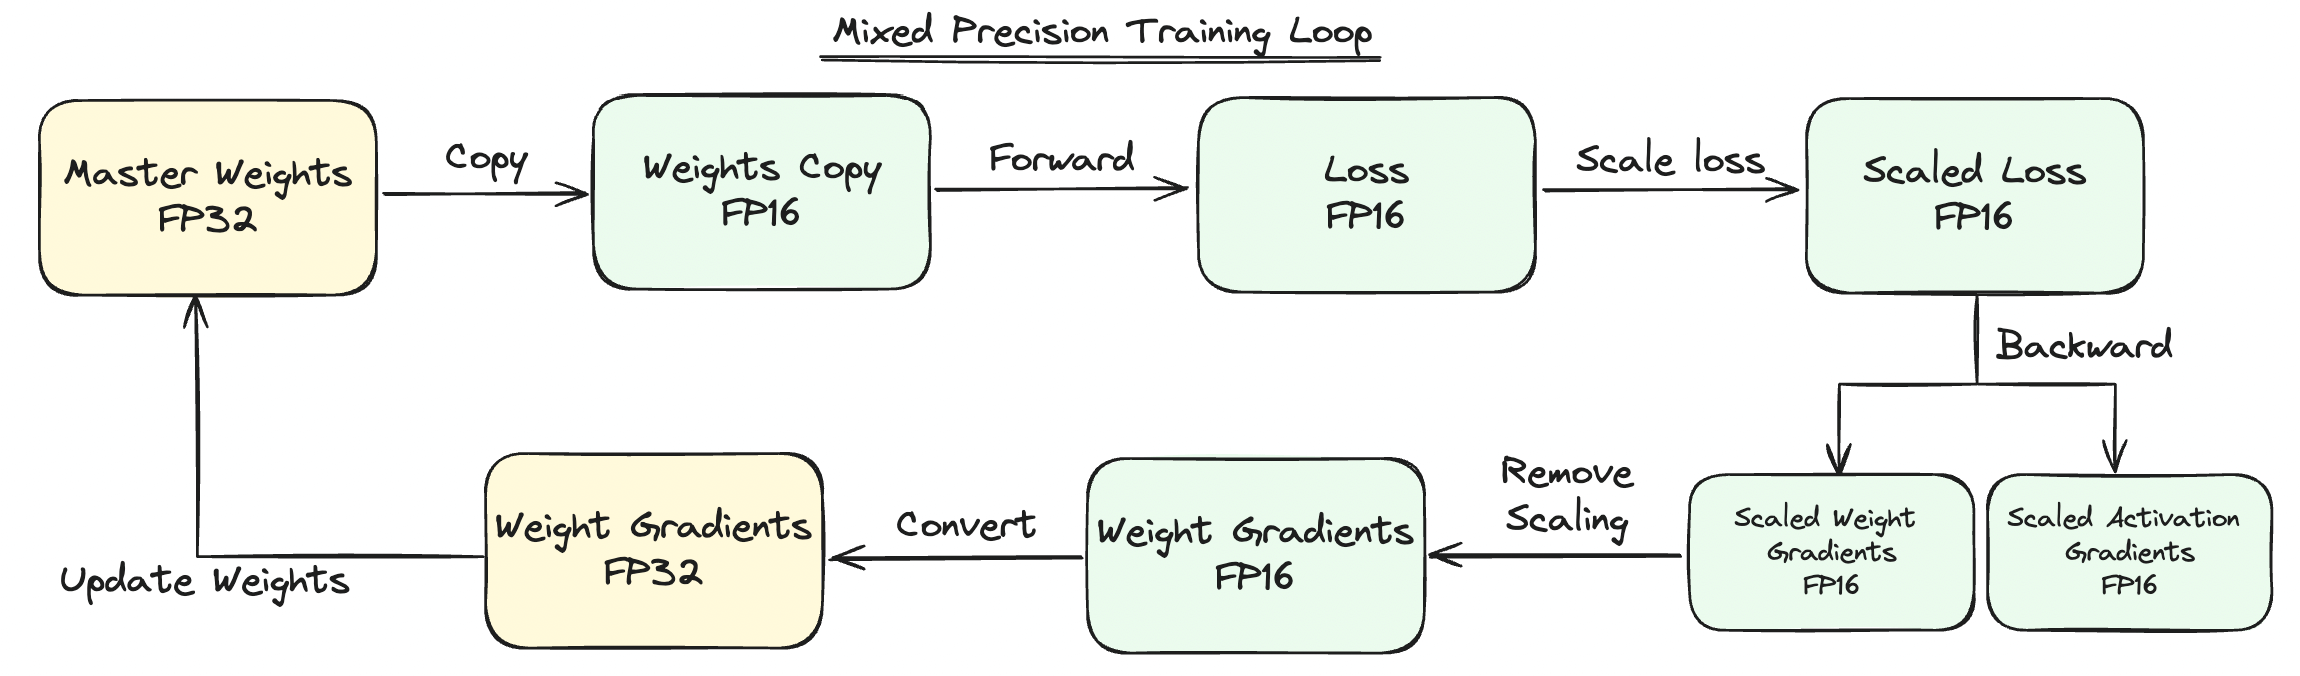 Mixed Precision Training Loop
Master Weights
FP32
Copy
Weights Copy
FP16
Forward
Loss
FP16
Scale loss
Scaled Loss
FP16
Backward
Scaled Weight
Gradients
FP16
Scaled Activation
Gradients
FP16
Remove
Scaling
Weight Gradients
FP16
Convert
Weight Gradients
FP32
Update Weights